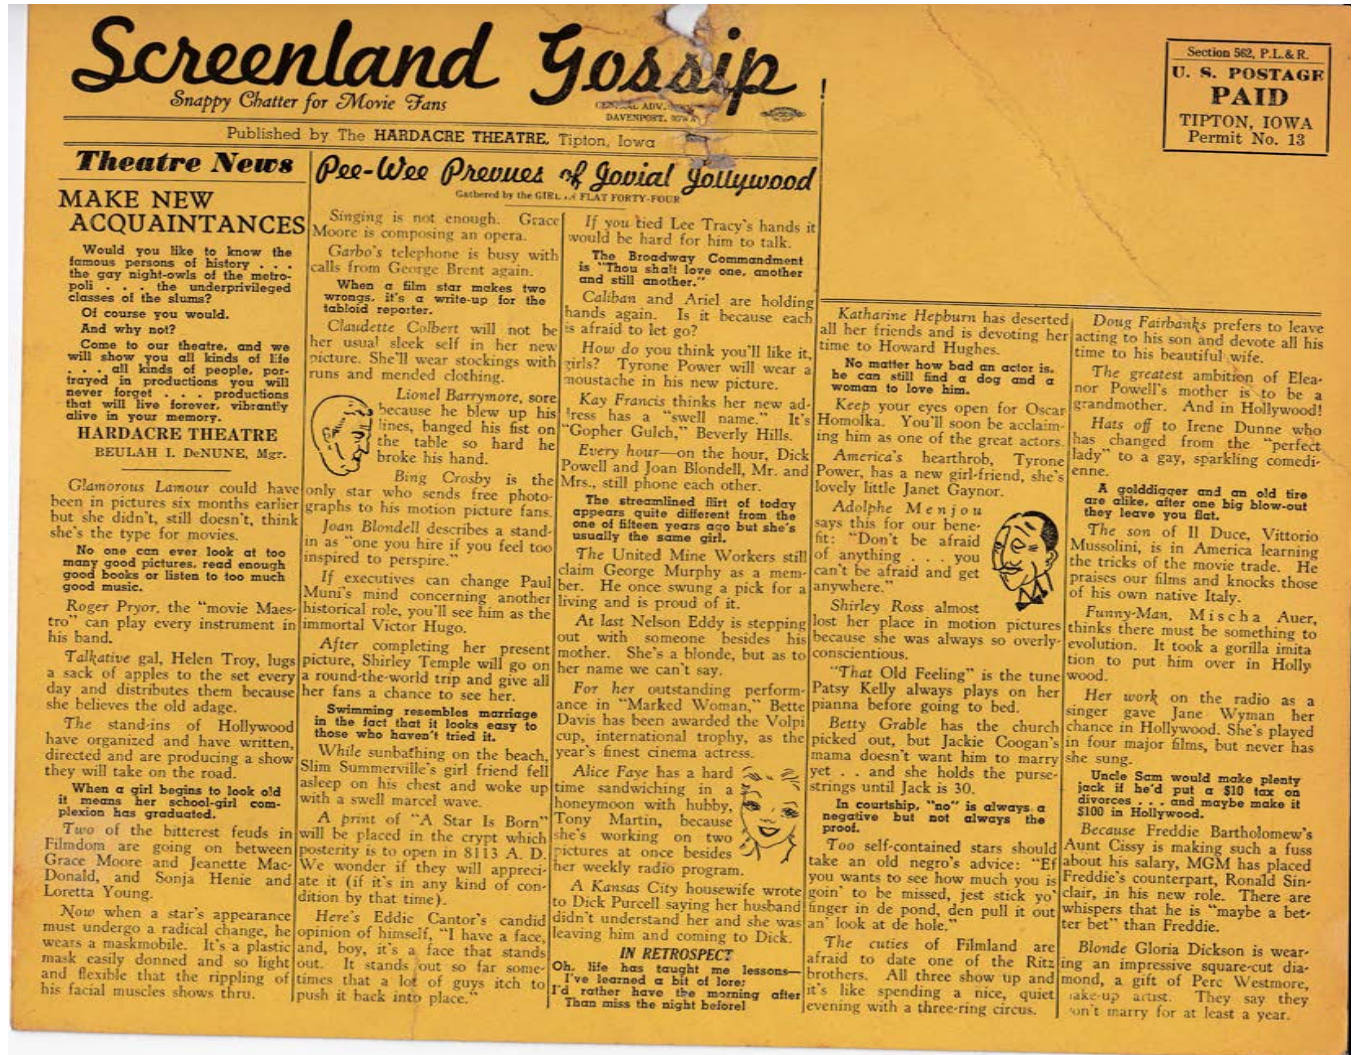 Screenland Gossip!
Snappy Chatter for Movie Fans
DAVENPORT, IOWA
Published by The HARDACRE THEATRE, Tipton, Iowa
Section 562, P.L.&R.
U. S. POSTAGE
PAID
TIPTON, IOWA
Permit No. 13
Theatre News
MAKE NEW
ACQUAINTANCES
Would you like to know the
famous persons of history . . .
the gay night-owls of the metro-
poli . . . the underprivileged
classes of the slums?
Of course you would.
And why not?
Come to our theatre, and we
will show you all kinds of life
. . . all kinds of people, por-
trayed in productions you will
never forget . . . productions
that will live forever, vibrantly
alive in your memory.
HARDACRE THEATRE
BEULAH I. DeNUNE, Mgr.
Glamorous Lamour could have
been in pictures six months earlier
but she didn't, still doesn't, think
she's the type for movies.
No one can ever look at too
many good pictures, read enough
good books or listen to too much
good music.
Roger Pryor, the "movie Maes-
tro" can play every instrument in
his band.
Talkative gal, Helen Troy, lugs
a sack of apples to the set every
day and distributes them because
she believes the old adage.
The stand-ins of Hollywood
have organized and have written,
directed and are producing a show
they will take on the road.
When a girl begins to look old
it means her school-girl com-
plexion has graduated.
Two of the bitterest feuds in
Filmdom are going on between
Grace Moore and Jeanette Mac-
Donald, and Sonja Henie and
Loretta Young.
Now when a star's appearance
must undergo a radical change, he
wears a maskmobile. It's a plastic
mask easily donned and so light
and flexible that the rippling of
his facial muscles shows thru.
Pee-Wee Prevues of Jovial Jollywood
Gathered by the GIRL IN FLAT FORTY-FOUR
Singing is not enough. Grace
Moore is composing an opera.
Garbo's telephone is busy with
calls from George Brent again.
When a film star makes two
wrongs, it's a write-up for the
tabloid reporter.
Claudette Colbert will not be
her usual sleek self in her new
picture. She'll wear stockings with
runs and mended clothing.
Lionel Barrymore, sore
because he blew up his
lines, banged his fist on
the table so hard he
broke his hand.
Bing Crosby is the
only star who sends free photo-
graphs to his motion picture fans.
Joan Blondell describes a stand-
in as "one you hire if you feel too
inspired to perspire."
If executives can change Paul
Muni's mind concerning another
historical role, you'll see him as the
immortal Victor Hugo.
After completing her present
picture, Shirley Temple will go on
a round-the-world trip and give all
her fans a chance to see her.
Swimming resembles marriage
in the fact that it looks easy to
those who haven't tried it.
While sunbathing on the beach,
Slim Summerville's girl friend fell
asleep on his chest and woke up
with a swell marcel wave.
A print of "A Star Is Born"
will be placed in the crypt which
posterity is to open in 8113 A. D.
We wonder if they will appreci-
ate it (if it's in any kind of con-
dition by that time).
Here's Eddie Cantor's candid
opinion of himself, "I have a face,
and, boy, it's a face that stands
out. It stands out so far some-
times that a lot of guys itch to
push it back into place."
If you tied Lee Tracy's hands it
would be hard for him to talk.
The Broadway Commandment
is "Thou shalt love one, another
and still another."
Caliban and Ariel are holding
hands again. Is it because each
is afraid to let go?
How do you think you'll like it,
girls? Tyrone Power will wear a
moustache in his new picture.
Kay Francis thinks her new ad-
dress has a "swell name." It's
"Gopher Gulch," Beverly Hills.
Every hour—on the hour, Dick
Powell and Joan Blondell, Mr. and
Mrs., still phone each other.
The streamlined flirt of today
appears quite different from the
one of fifteen years ago but she's
usually the same girl.
The United Mine Workers still
claim George Murphy as a mem-
ber. He once swung a pick for a
living and is proud of it.
At last Nelson Eddy is stepping
out with someone besides his
mother. She's a blonde, but as to
her name we can't say.
For her outstanding perform-
ance in "Marked Woman," Bette
Davis has been awarded the Volpi
cup, international trophy, as the
year's finest cinema actress.
Alice Faye has a hard
time sandwiching in a
honeymoon with hubby,
Tony Martin, because
she's working on two
pictures at once besides
her weekly radio program.
A Kansas City housewife wrote
to Dick Purcell saying her husband
didn't understand her and she was
leaving him and coming to Dick.
IN RETROSPECT
Oh, life has taught me lessons—
I've learned a bit of lore;
I'd rather have the morning after
Than miss the night before!
Katharine Hepburn has deserted
all her friends and is devoting her
time to Howard Hughes.
No matter how bad an actor is,
he can still find a dog and a
woman to love him.
Keep your eyes open for Oscar
Homolka. You'll soon be acclaim-
ing him as one of the great actors.
America's hearthrob, Tyrone
Power, has a new girl-friend, she's
lovely little Janet Gaynor.
Adolphe Menjou
says this for our bene-
fit: "Don't be afraid
of anything . . . you
can't be afraid and get
anywhere."
Shirley Ross almost
lost her place in motion pictures
because she was always so overly-
conscientious.
"That Old Feeling" is the tune
Patsy Kelly always plays on her
pianna before going to bed.
Betty Grable has the church
picked out, but Jackie Coogan's
mama doesn't want him to marry
yet . . and she holds the purse-
strings until Jack is 30.
In courtship, "no" is always a
negative but not always the
proof.
Too self-contained stars should
take an old negro's advice: "Ef
you wants to see how much you is
goin' to be missed, jest stick yo'
finger in de pond, den pull it out
an' look at de hole."
The cuties of Filmland are
afraid to date one of the Ritz
brothers. All three show up and
it's like spending a nice, quiet
evening with a three-ring circus.
Doug Fairbanks prefers to leave
acting to his son and devote all his
time to his beautiful wife.
The greatest ambition of Elea-
nor Powell's mother is to be a
grandmother. And in Hollywood!
Hats off to Irene Dunne who
has changed from the "perfect
lady" to a gay, sparkling comedi-
enne.
A golddigger and an old tire
are alike, after one big blow-out
they leave you flat.
The son of Il Duce, Vittorio
Mussolini, is in America learning
the tricks of the movie trade. He
praises our films and knocks those
of his own native Italy.
Funny-Man, Mischa Auer,
thinks there must be something to
evolution. It took a gorilla imita
tion to put him over in Holly
wood.
Her work on the radio as a
singer gave Jane Wyman her
chance in Hollywood. She's played
in four major films, but never has
she sung.
Uncle Sam would make plenty
jack if he'd put a $10 tax on
divorces . . . and maybe make it
$100 in Hollywood.
Because Freddie Bartholomew's
Aunt Cissy is making such a fuss
about his salary, MGM has placed
Freddie's counterpart, Ronald Sin-
clair, in his new role. There are
whispers that he is "maybe a bet-
ter bet" than Freddie.
Blonde Gloria Dickson is wear-
ing an impressive square-cut dia-
mond, a gift of Perc Westmore,
make-up artist. They say they
won't marry for at least a year.